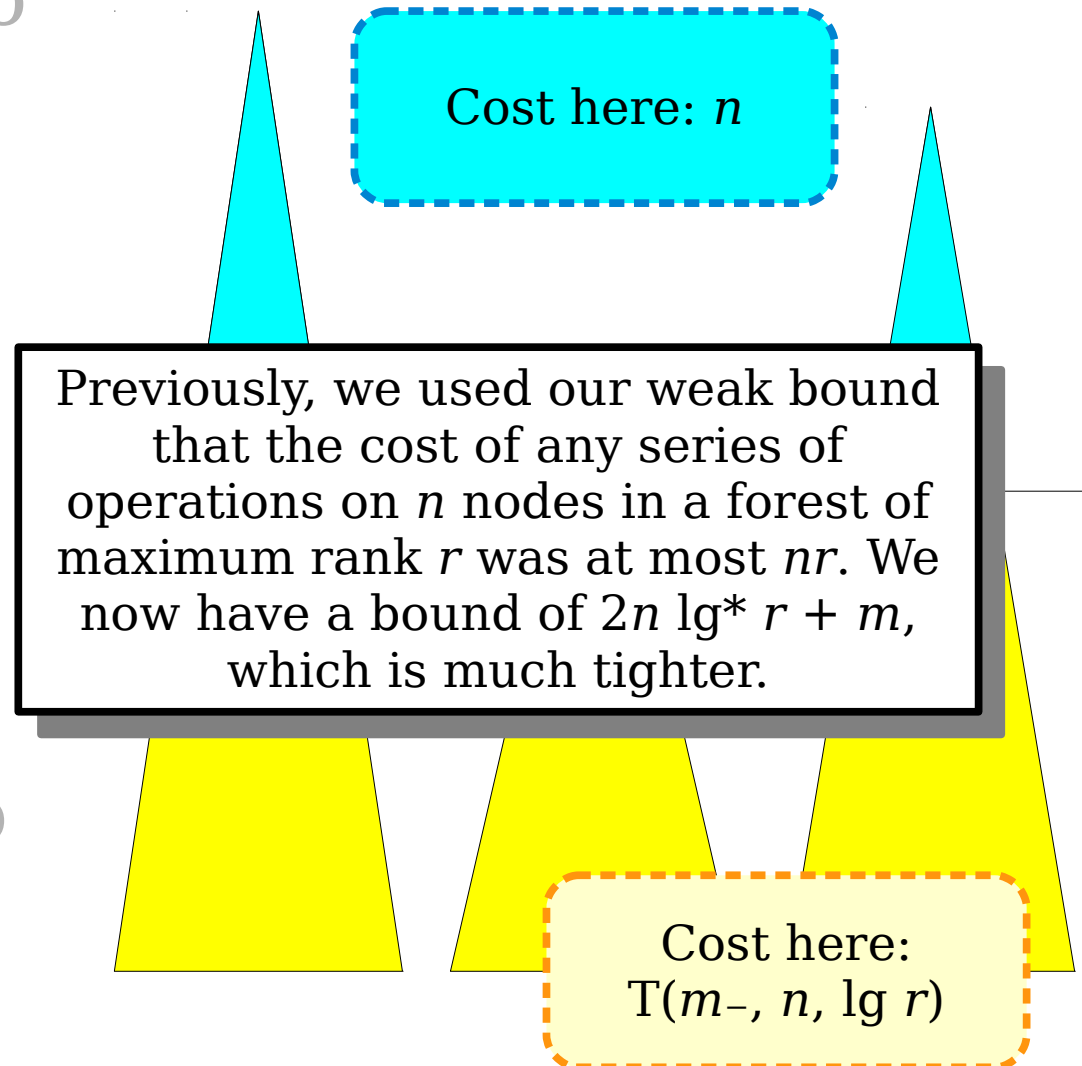 Cost here: n
Previously, we used our weak bound
that the cost of any series of
operations on n nodes in a forest of
maximum rank r was at most nr. We
now have a bound of 2n lg* r + m,
which is much tighter.
Cost here:
T(m₋, n, lg r)